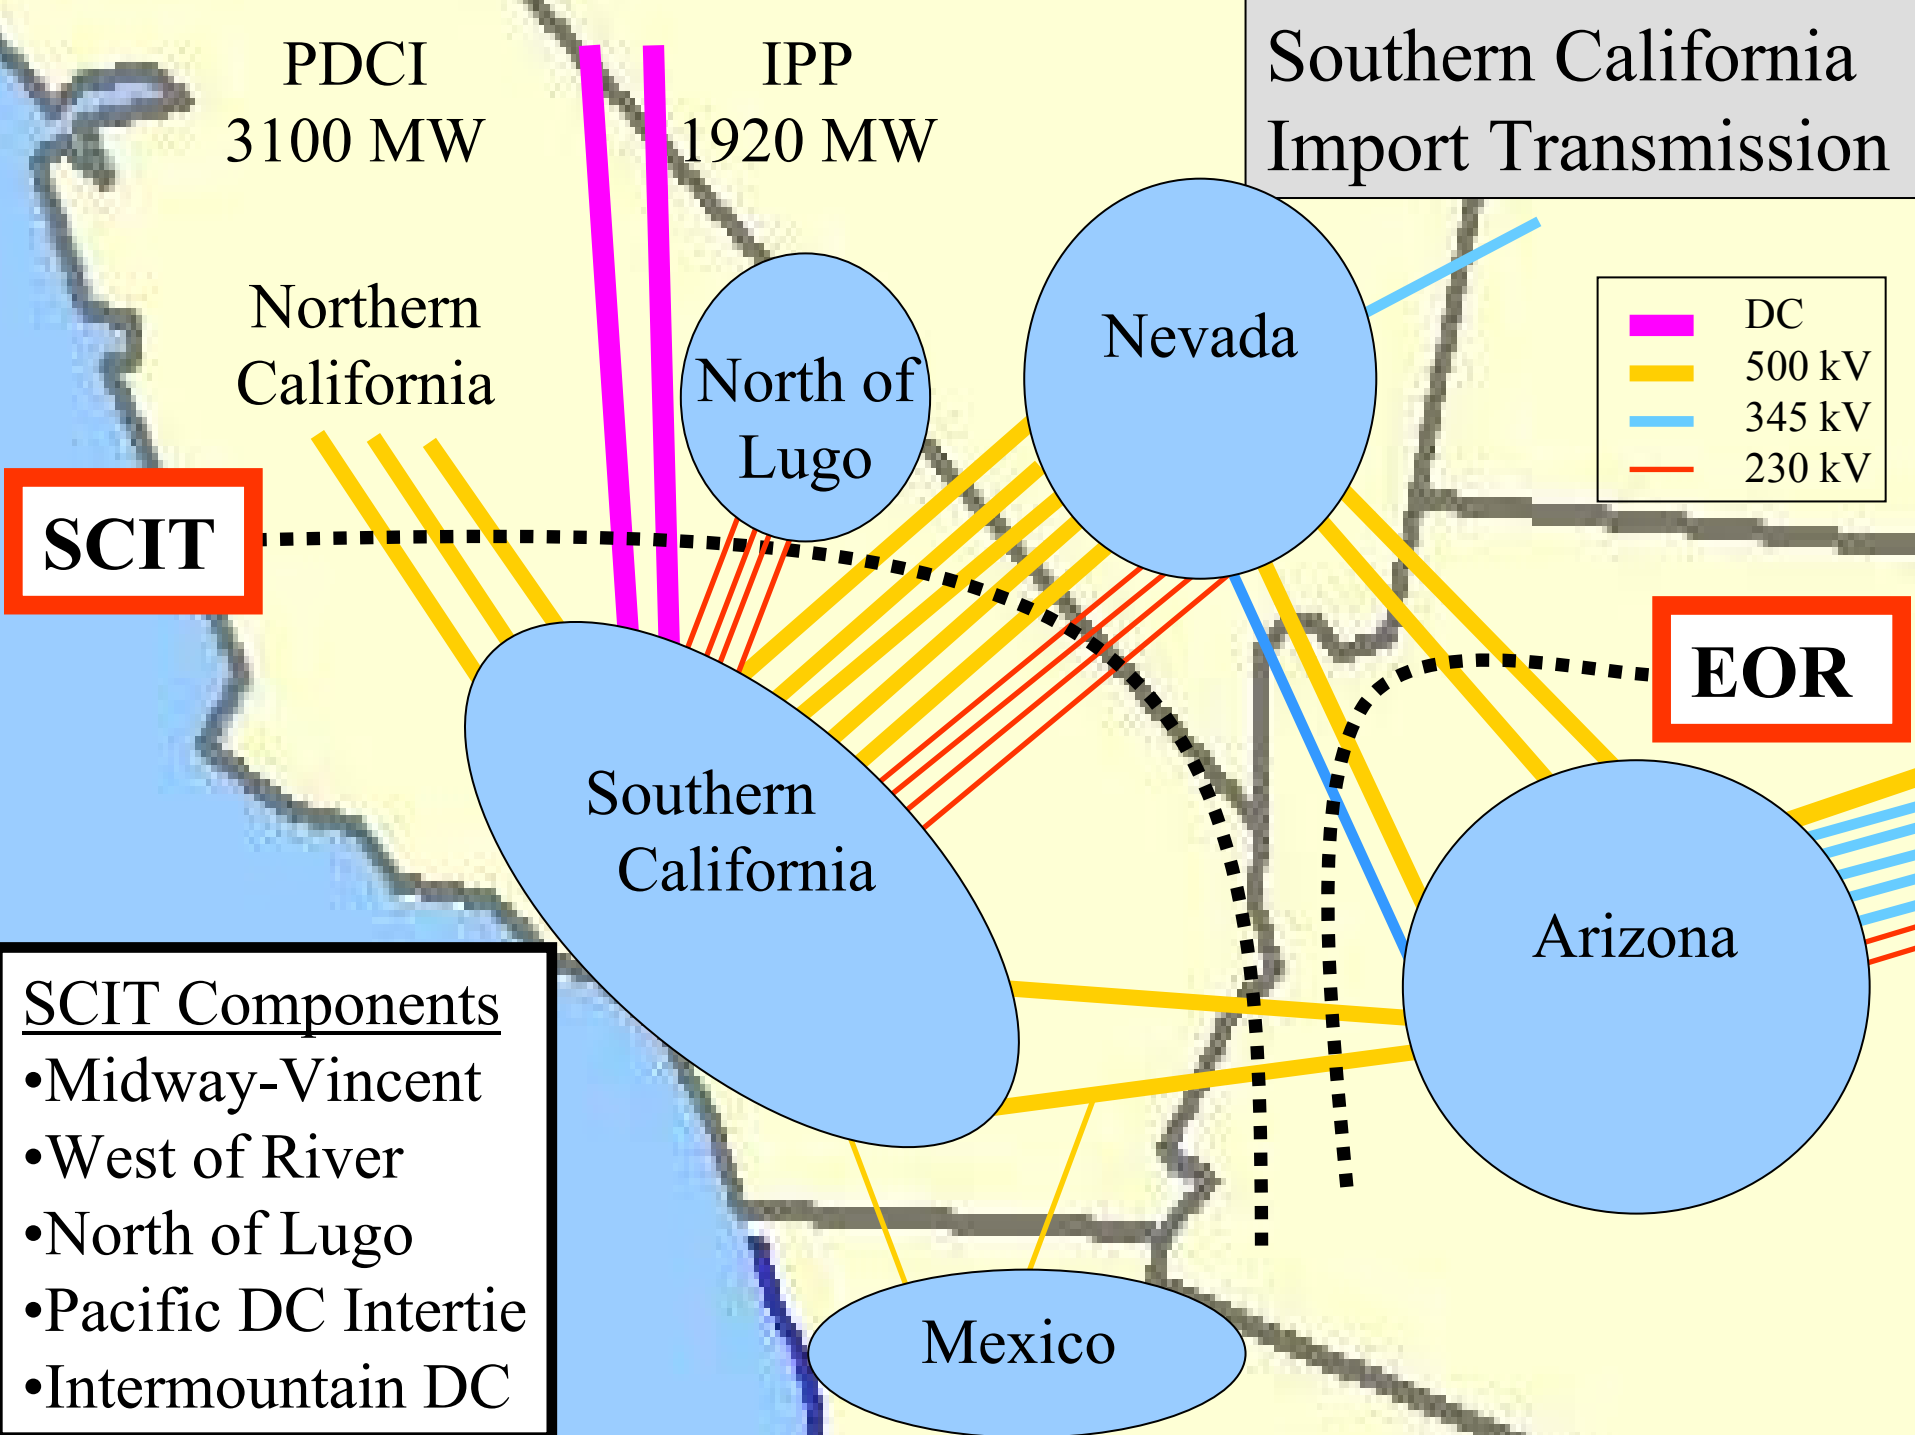 PDCI
3100 MW
IPP
1920 MW
Southern California
Import Transmission
Northern
California
North of
Lugo
Nevada
DC
500 kV
345 kV
230 kV
SCIT
EOR
Southern
California
Arizona
SCIT Components
•Midway-Vincent
•West of River
•North of Lugo
•Pacific DC Intertie
•Intermountain DC
Mexico